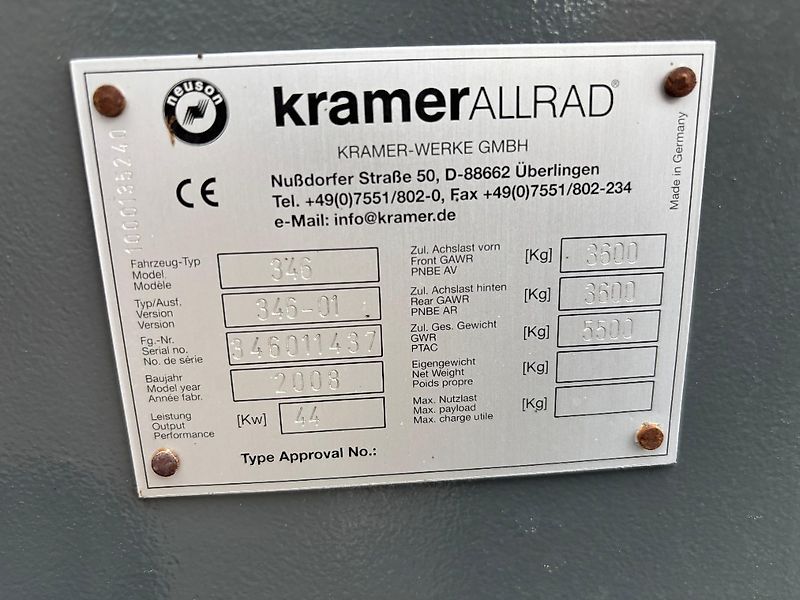 neuson
kramerALLRAD®
KRAMER-WERKE GMBH
Nußdorfer Straße 50, D-88662 Überlingen
Tel. +49(0)7551/802-0, Fax +49(0)7551/802-234
e-Mail: info@kramer.de
CE
1000135240
Made in Germany
Fahrzeug-Typ
Model.
Modèle
346
Typ/Ausf.
Version
Version
346-01
Fg.-Nr.
Serial no.
No. de série
346011437
Baujahr
Model year
Année fabr.
2008
Leistung
Output
Performance
[Kw] 44
Zul. Achslast vorn
Front GAWR
PNBE AV
[Kg] 3600
Zul. Achslast hinten
Rear GAWR
PNBE AR
[Kg] 3600
Zul. Ges. Gewicht
GWR
PTAC
[Kg] 5500
Eigengewicht
Net Weight
Poids propre
[Kg]
Max. Nutzlast
Max. payload
Max. charge utile
[Kg]
Type Approval No.: